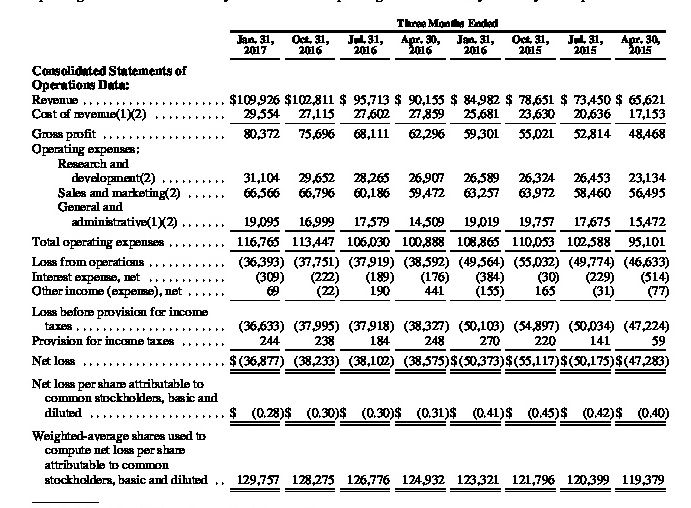 Three Months Ended
Jan. 31, Oct. 31, Jul. 31, Apr. 30, Jan. 31, Oct. 31, Jul. 31, Apr. 30,
2017 2016 2016 2016 2016 2015 2015 2015
Consolidated Statements of
Operations Data:
Revenue . . . . . . . . . . . . . . . . . . . . . . $109,926 $102,811 $ 95,713 $ 90,155 $ 84,982 $ 78,651 $ 73,450 $ 65,621
Cost of revenue(1)(2) . . . . . . . . . . . 29,554 27,115 27,602 27,859 25,681 23,630 20,636 17,153
Gross profit . . . . . . . . . . . . . . . . . . . 80,372 75,696 68,111 62,296 59,301 55,021 52,814 48,468
Operating expenses:
Research and
development(2) . . . . . . . . . . 31,104 29,652 28,265 26,907 26,589 26,324 26,453 23,134
Sales and marketing(2) . . . . . . 66,566 66,796 60,186 59,472 63,257 63,972 58,460 56,495
General and
administrative(1)(2) . . . . . . . 19,095 16,999 17,579 14,509 19,019 19,757 17,675 15,472
Total operating expenses . . . . . . . . . 116,765 113,447 106,030 100,888 108,865 110,053 102,588 95,101
Loss from operations . . . . . . . . . . . . (36,393) (37,751) (37,919) (38,592) (49,564) (55,032) (49,774) (46,633)
Interest expense, net . . . . . . . . . . . . (309) (222) (189) (176) (384) (30) (229) (514)
Other income (expense), net . . . . . . 69 (22) 190 441 (155) 165 (31) (77)
Loss before provision for income
taxes . . . . . . . . . . . . . . . . . . . . . . . (36,633) (37,995) (37,918) (38,327) (50,103) (54,897) (50,034) (47,224)
Provision for income taxes . . . . . . . 244 238 184 248 270 220 141 59
Net loss . . . . . . . . . . . . . . . . . . . . . . $(36,877) (38,233) (38,102) (38,575)$(50,373)$(55,117)$(50,175)$(47,283)
Net loss per share attributable to
common stockholders, basic and
diluted . . . . . . . . . . . . . . . . . . . . . $ (0.28)$ (0.30)$ (0.30)$ (0.31)$ (0.41)$ (0.45)$ (0.42)$ (0.40)
Weighted-average shares used to
compute net loss per share
attributable to common
stockholders, basic and diluted . . 129,757 128,275 126,776 124,932 123,321 121,796 120,399 119,379